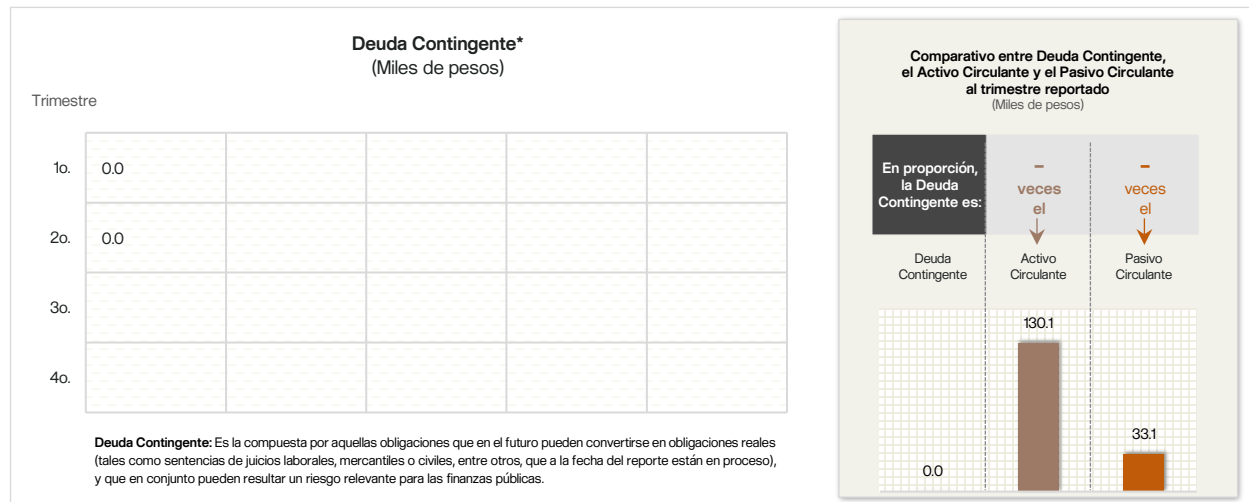 Deuda Contingente*
(Miles de pesos)
Trimestre
1o. 0.0
2o. 0.0
3o.
4o.
Deuda Contingente: Es la compuesta por aquellas obligaciones que en el futuro pueden convertirse en obligaciones reales
(tales como sentencias de juicios laborales, mercantiles o civiles, entre otros, que a la fecha del reporte están en proceso),
y que en conjunto pueden resultar un riesgo relevante para las finanzas públicas.
Comparativo entre Deuda Contingente,
el Activo Circulante y el Pasivo Circulante
al trimestre reportado
(Miles de pesos)
En proporción,
la Deuda
Contingente es:
–
veces
el
–
veces
el
Deuda
Contingente
Activo
Circulante
Pasivo
Circulante
0.0
130.1
33.1